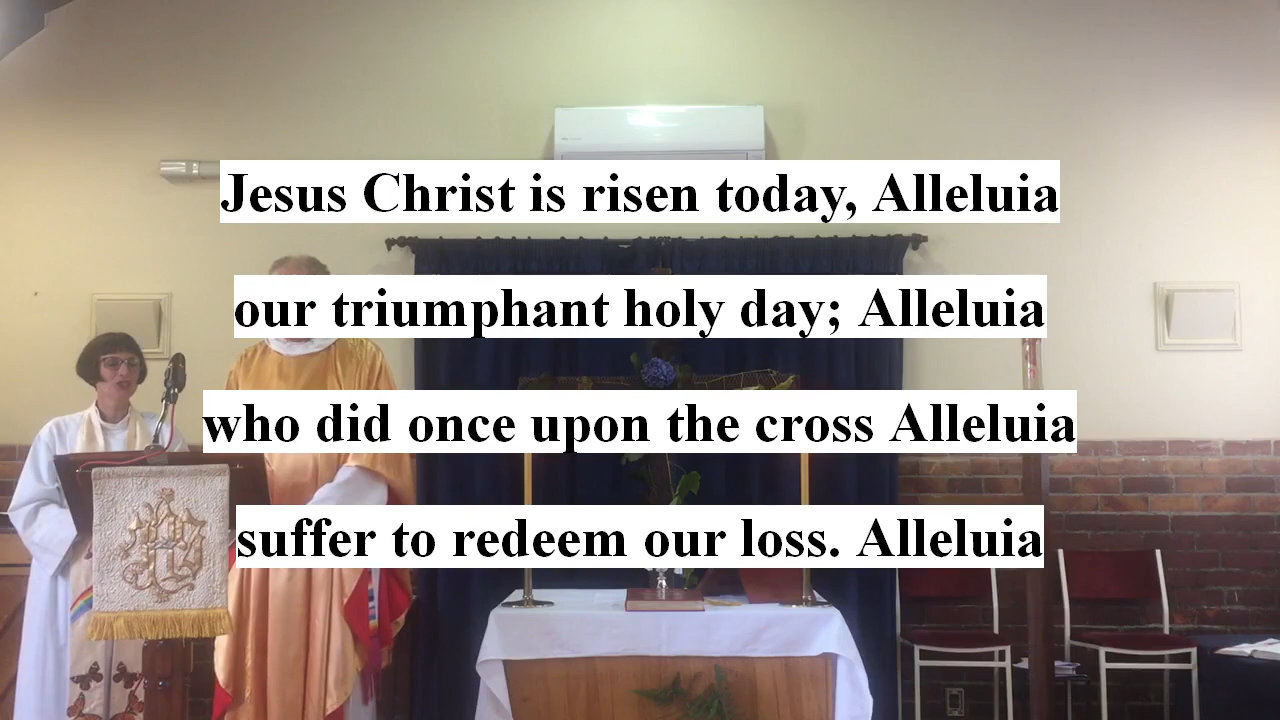 Jesus Christ is risen today, Alleluia
our triumphant holy day; Alleluia
who did once upon the cross Alleluia
suffer to redeem our loss. Alleluia